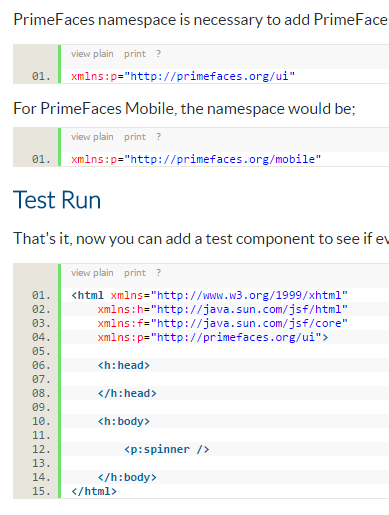 PrimeFaces namespace is necessary to add PrimeFace
view plain print ?
01. xmlns:p="http://primefaces.org/ui"
For PrimeFaces Mobile, the namespace would be;
view plain print ?
01. xmlns:p="http://primefaces.org/mobile"
Test Run
That's it, now you can add a test component to see if ev
view plain print ?
01. <html xmlns="http://www.w3.org/1999/xhtml"
02. xmlns:h="http://java.sun.com/jsf/html"
03. xmlns:f="http://java.sun.com/jsf/core"
04. xmlns:p="http://primefaces.org/ui">
05.
06. <h:head>
07.
08. </h:head>
09.
10. <h:body>
11.
12. <p:spinner />
13.
14. </h:body>
15. </html>